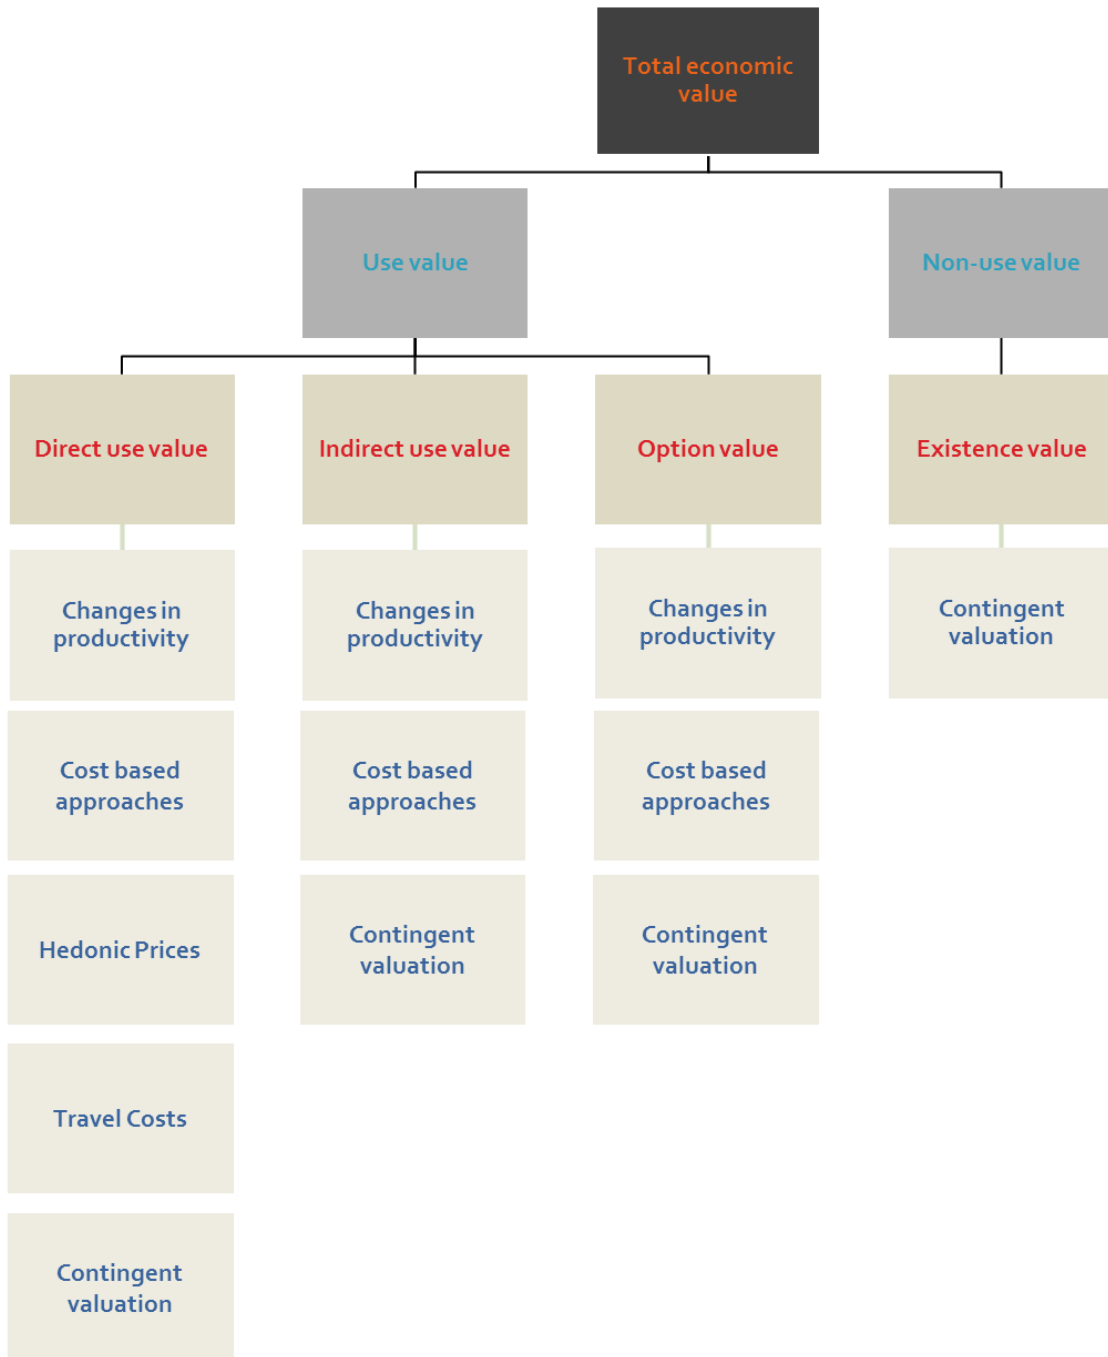 Total economic
value
Use value
Non-use value
Direct use value
Indirect use value
Option value
Existence value
Changes in
productivity
Changes in
productivity
Changes in
productivity
Contingent
valuation
Cost based
approaches
Cost based
approaches
Cost based
approaches
Hedonic Prices
Contingent
valuation
Contingent
valuation
Travel Costs
Contingent
valuation